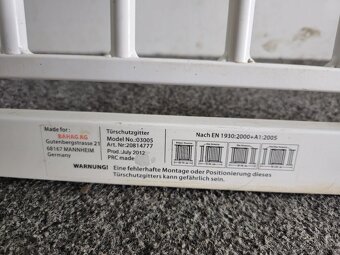 Made for:
BAHAG AG
Gutenbergstrasse 21
68167 MANNHEIM
Germany
Türschutzgitter
Model No.:03005
Art. Nr:20814777
Prod.:July 2012
PRC made
Nach EN 1930:2000+A1:2005
WARNUNG! Eine fehlerhafte Montage oder Positionierung dieses
Türschutzgitters kann gefährlich sein.